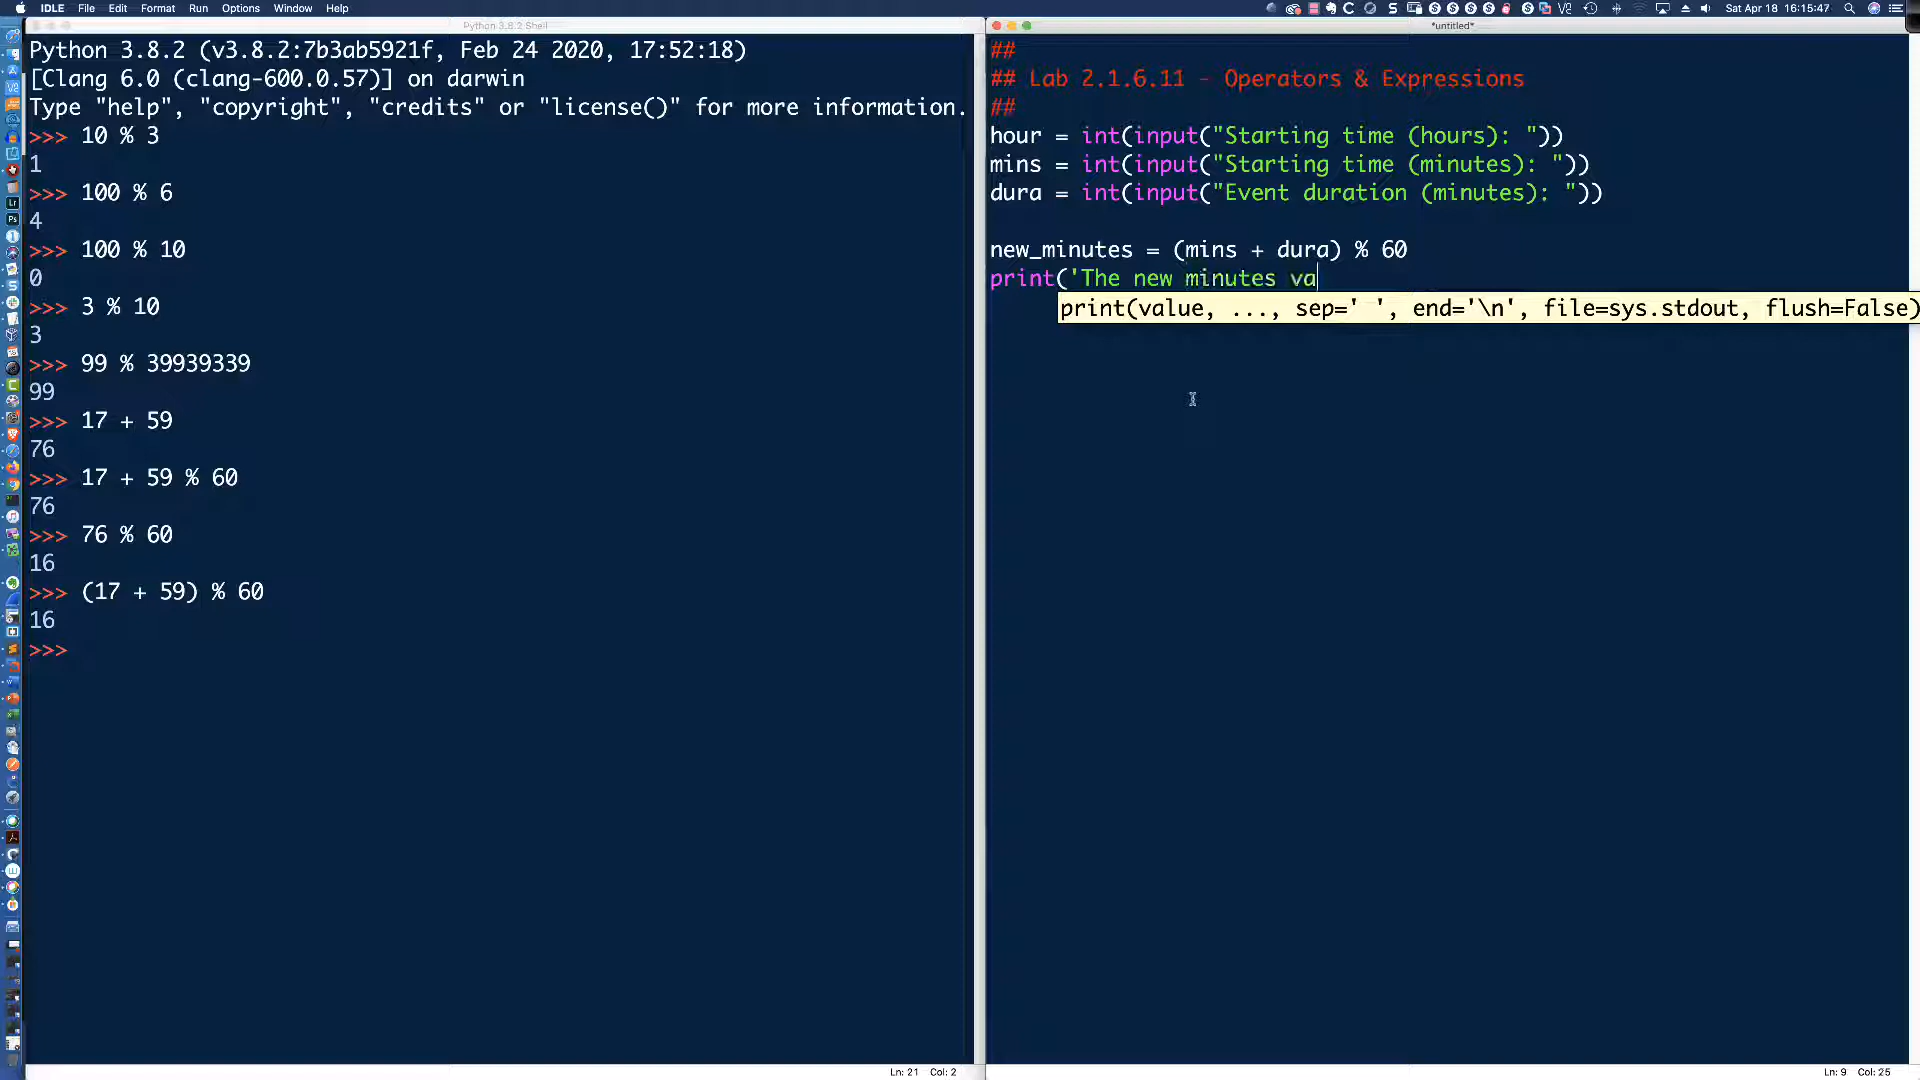 IDLE File Edit Format Run Options Window Help
Sat Apr 18 16:15:47
Python 3.8.2 Shell
Python 3.8.2 (v3.8.2:7b3ab5921f, Feb 24 2020, 17:52:18)
[Clang 6.0 (clang-600.0.57)] on darwin
Type "help", "copyright", "credits" or "license()" for more information.
>>> 10 % 3
1
>>> 100 % 6
4
>>> 100 % 10
0
>>> 3 % 10
3
>>> 99 % 39939339
99
>>> 17 + 59
76
>>> 17 + 59 % 60
76
>>> 76 % 60
16
>>> (17 + 59) % 60
16
>>>
Ln: 21 Col: 2
*untitled*
##
## Lab 2.1.6.11 - Operators & Expressions
##
hour = int(input("Starting time (hours): "))
mins = int(input("Starting time (minutes): "))
dura = int(input("Event duration (minutes): "))
new_minutes = (mins + dura) % 60
print('The new minutes va
print(value, ..., sep=' ', end='\n', file=sys.stdout, flush=False)
Ln: 9 Col: 25